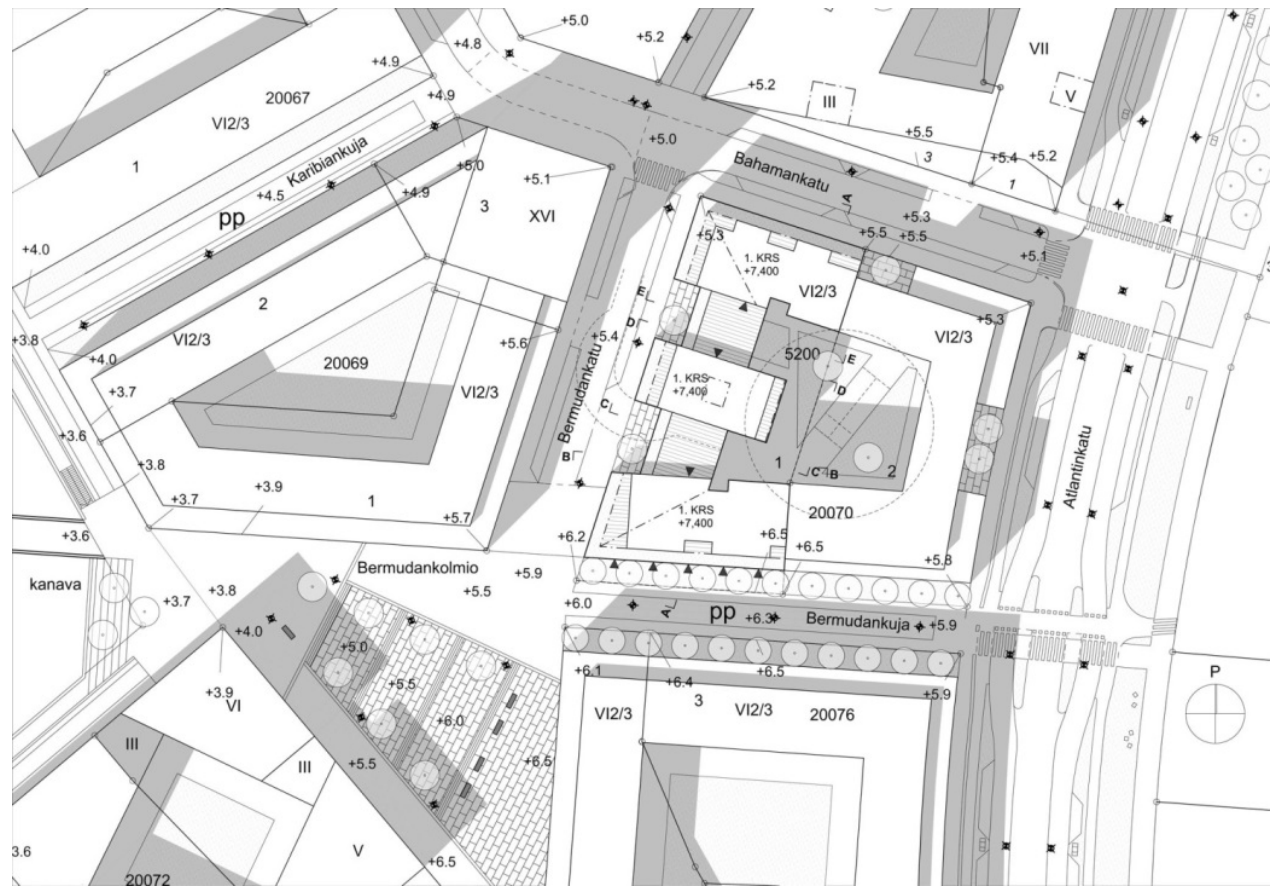 +5.0
+4.8
+5.2
VII
+4.9
20067
+4.9
+5.2
III
V
VI2/3
+5.0
+5.5
3
Bahamankatu
+5.4
+5.2
1
Karibiankuja
+5.0
+5.1
1
+4.5
+4.9
A
pp
3
XVI
+5.3
+5.3
+5.5
+5.5
+4.0
+5.1
1. KRS
+7,400
VI2/3
E
2
D
+5.3
+3.8
VI2/3
+5.6
+5.4
VI2/3
+4.0
5200
E
20069
1. KRS
+7,400
D
+3.7
VI2/3
Bermudankatu
C
+3.6
B
1
C
B
2
Atlantinkatu
+3.8
+3.9
1
1. KRS
+7,400
20070
+3.7
+5.7
+6.5
+3.6
+6.2
+6.5
+5.8
Bermudankolmio
+5.9
kanava
+3.8
+5.5
+3.7
+6.0
A
pp
+6.3
Bermudankuja
+5.9
+4.0
+5.0
+3.9
+5.5
+6.1
+6.4
+6.5
+5.9
P
VI
3
VI2/3
VI2/3
20076
+6.0
III
III
+5.5
+6.5
3.6
V
+6.5
20072